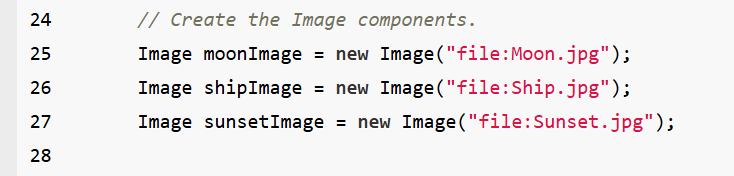 24 // Create the Image components.
25 Image moonImage = new Image("file:Moon.jpg");
26 Image shipImage = new Image("file:Ship.jpg");
27 Image sunsetImage = new Image("file:Sunset.jpg");
28